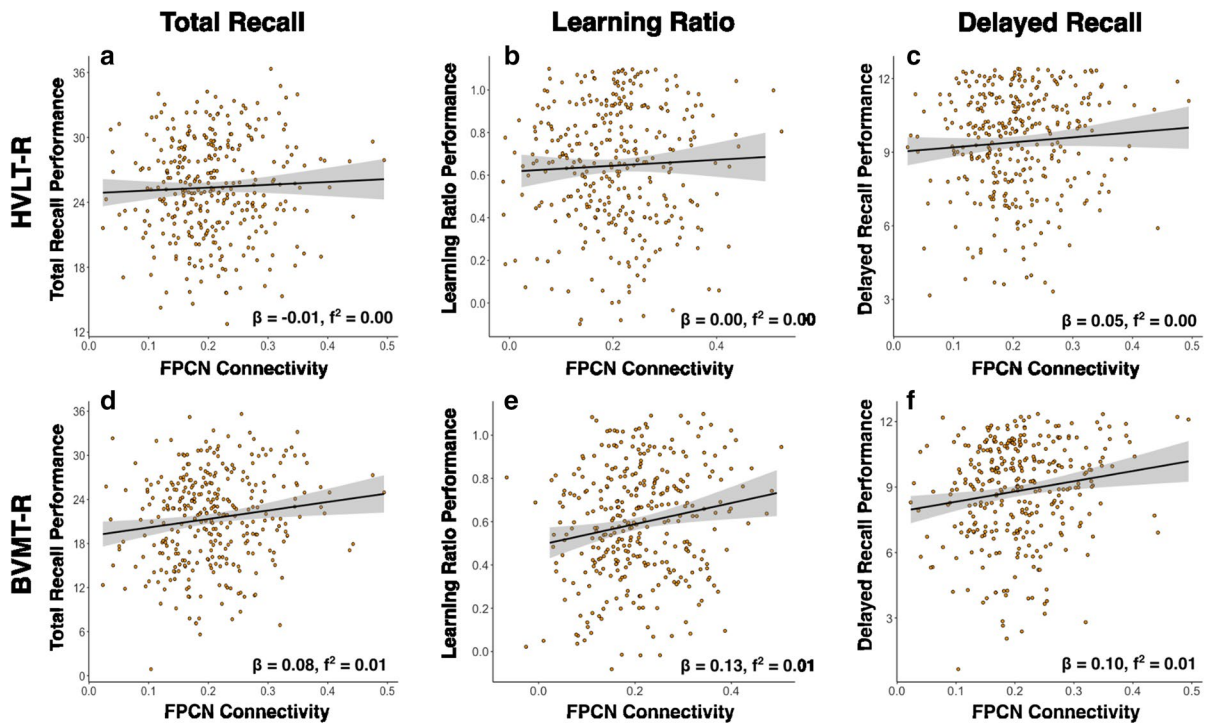 Total Recall
Learning Ratio
Delayed Recall
HVLT-R
a
Total Recall Performance
36
30
24
18
12
β = -0.01, f² = 0.00
0.0 0.1 0.2 0.3 0.4 0.5
FPCN Connectivity
b
Learning Ratio Performance
1.0
0.8
0.6
0.4
0.2
0.0
β = 0.00, f² = 0.00
0.0 0.2 0.4
FPCN Connectivity
c
Delayed Recall Performance
12
9
6
3
β = 0.05, f² = 0.00
0.0 0.1 0.2 0.3 0.4 0.5
FPCN Connectivity
BVMT-R
d
Total Recall Performance
36
30
24
18
12
6
0
β = 0.08, f² = 0.01
0.0 0.1 0.2 0.3 0.4 0.5
FPCN Connectivity
e
Learning Ratio Performance
1.0
0.8
0.6
0.4
0.2
0.0
β = 0.13, f² = 0.01
0.0 0.2 0.4
FPCN Connectivity
f
Delayed Recall Performance
12
9
6
3
β = 0.10, f² = 0.01
0.0 0.1 0.2 0.3 0.4 0.5
FPCN Connectivity